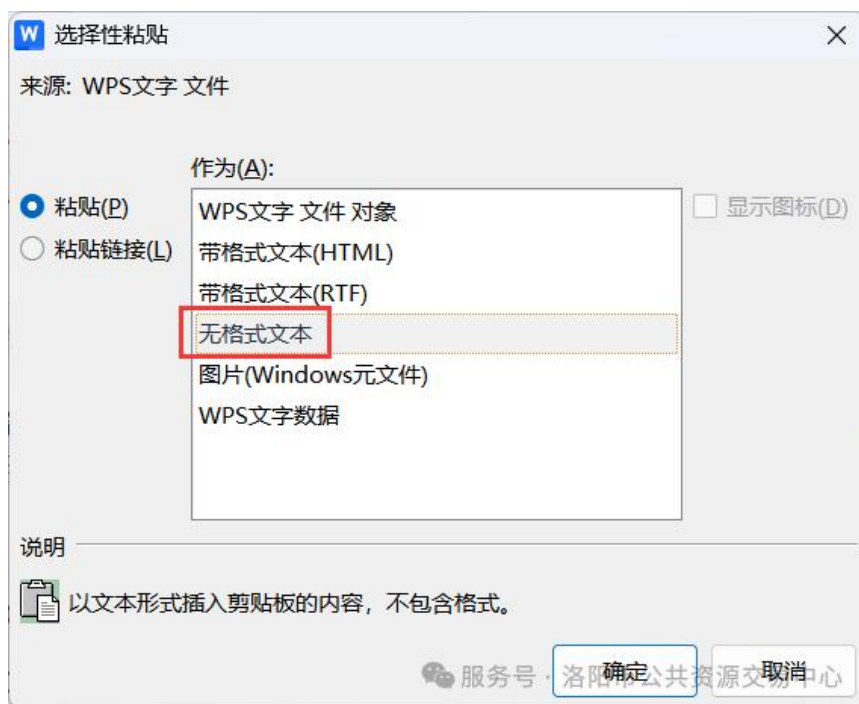 W 选择性粘贴
来源: WPS文字 文件
作为(A):
粘贴(P)
粘贴链接(L)
WPS文字 文件 对象
带格式文本(HTML)
带格式文本(RTF)
无格式文本
图片(Windows元文件)
WPS文字数据
显示图标(D)
说明
以文本形式插入剪贴板的内容，不包含格式。
确定
取消
服务号 · 洛阳市公共资源交易中心